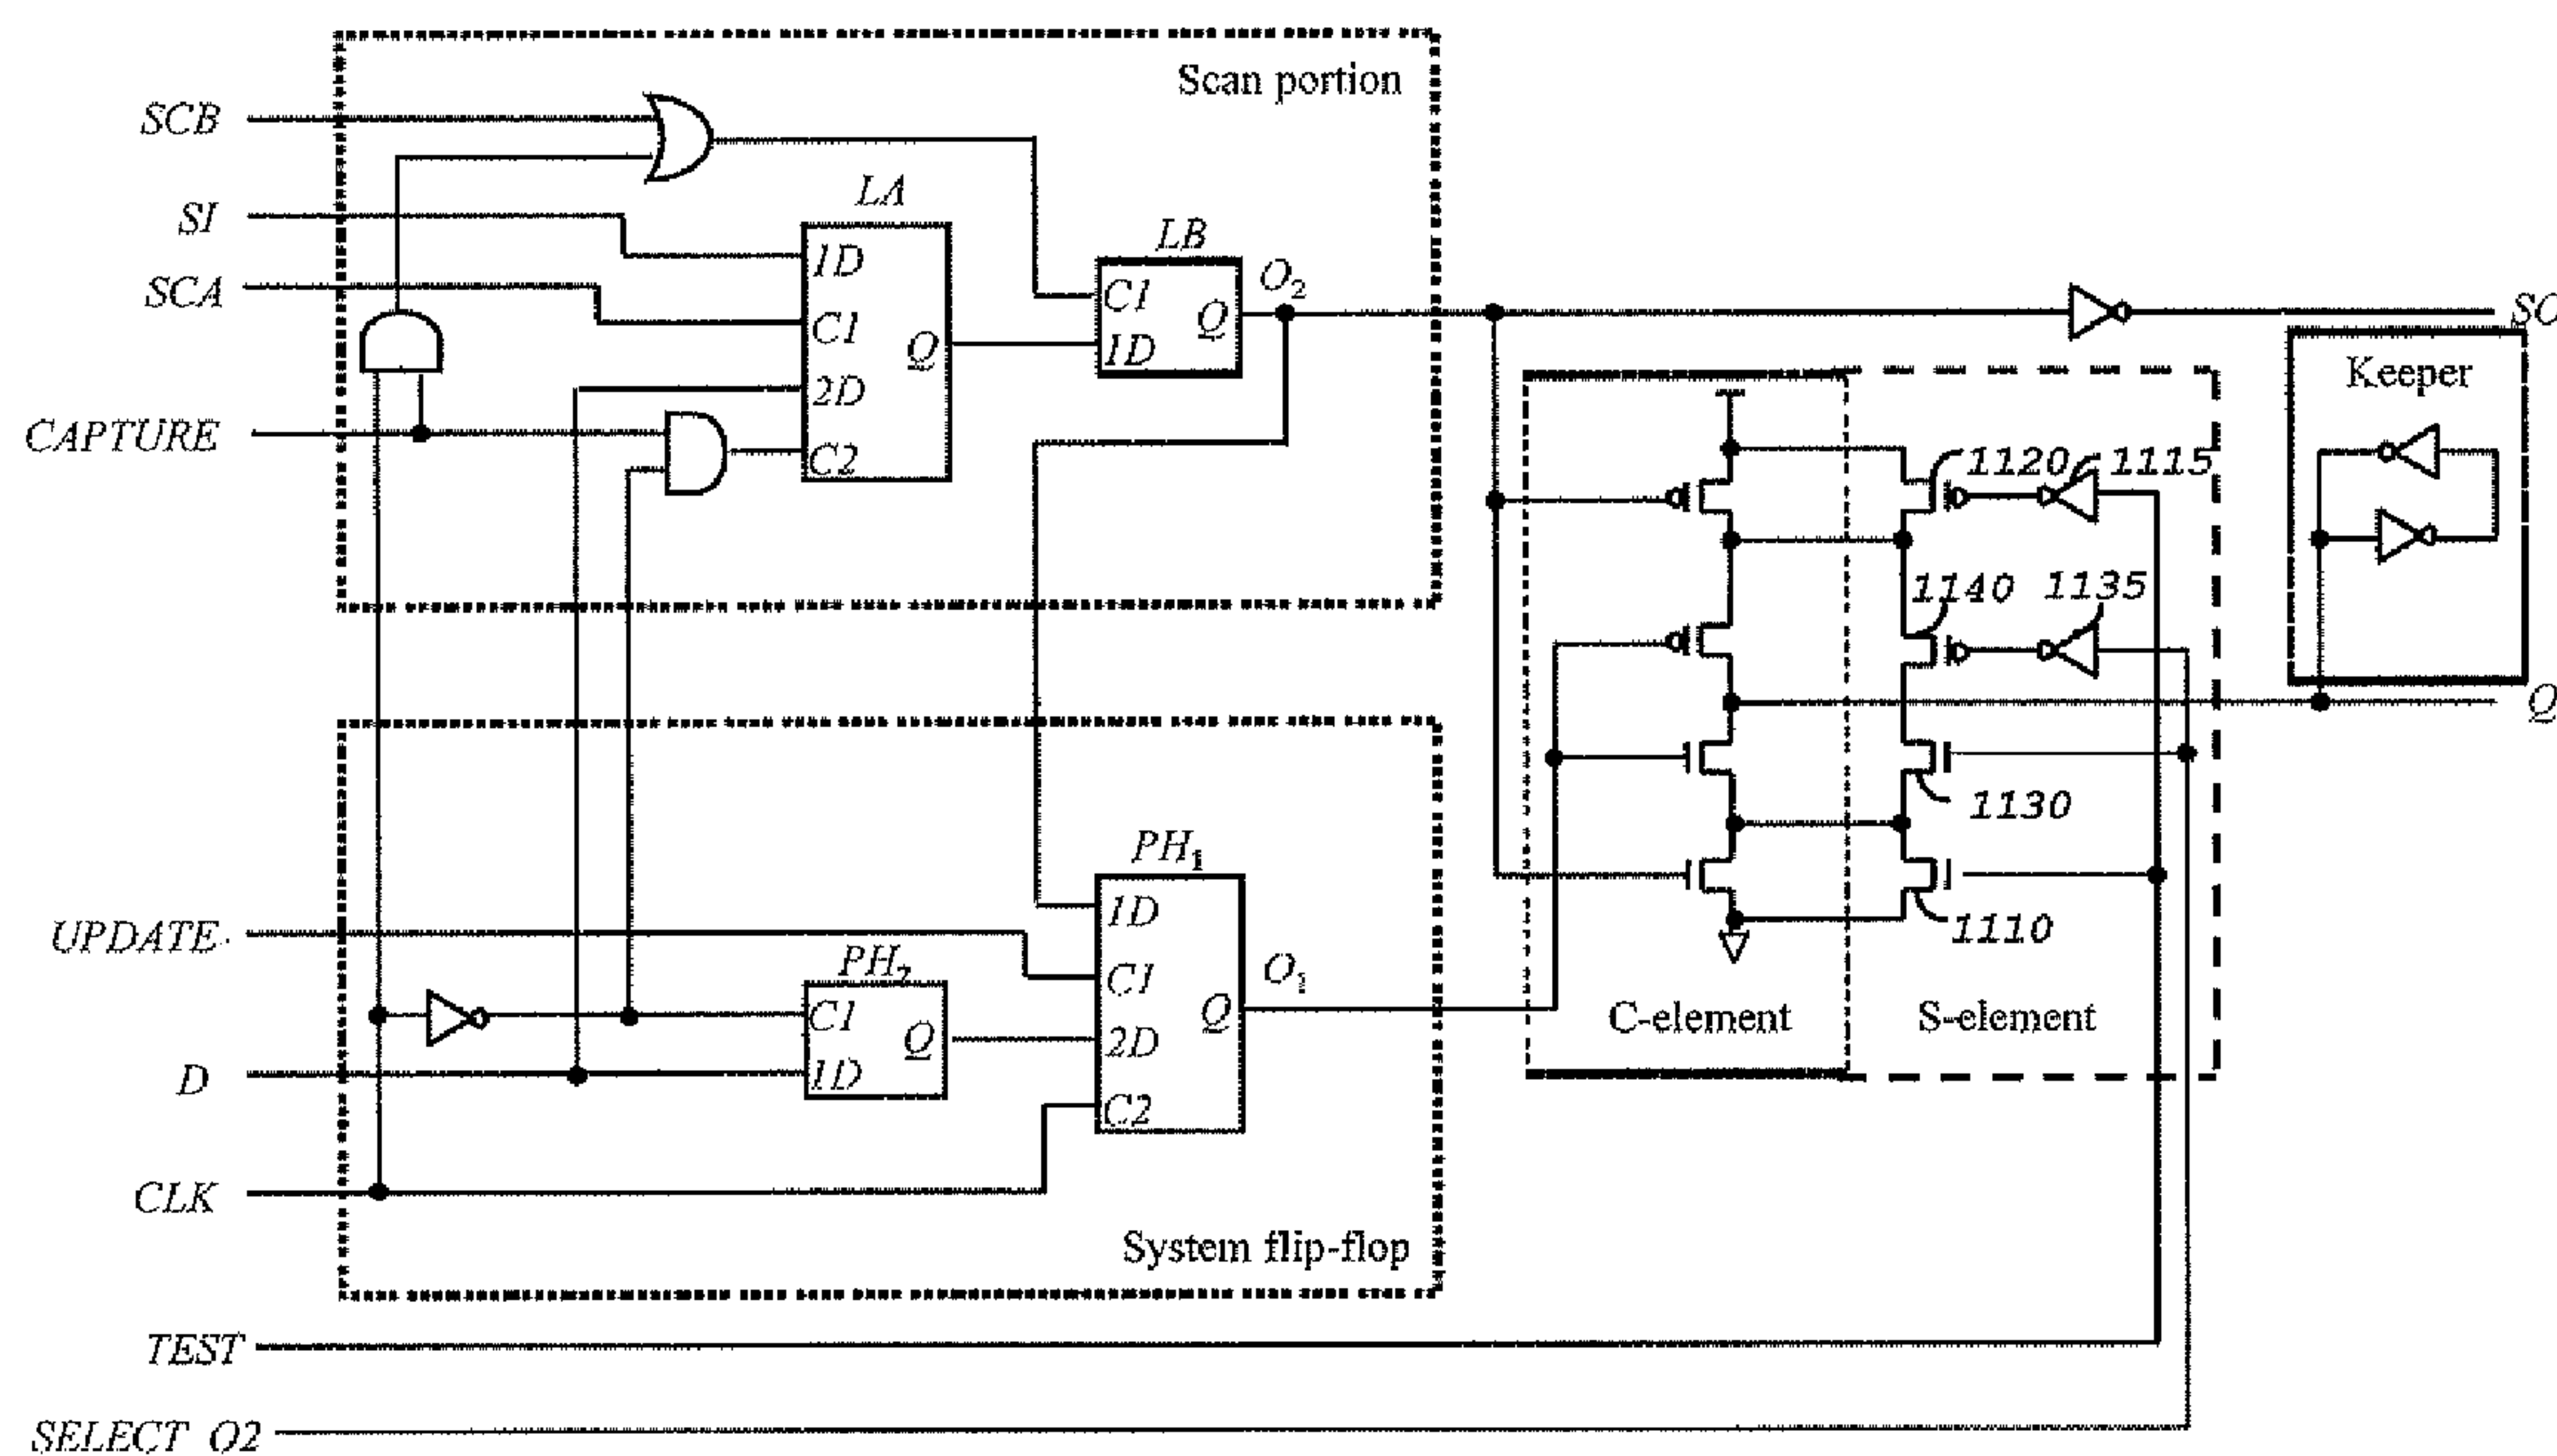 Scan portion
SCB
LA
SI
1D
LB
SCA
C1
C1
O2
Q
Q
1D
2D
Keeper
CAPTURE
C2
1120
1115
1140
1135
Q
1130
PH1
1D
1110
UPDATE
PH2
C1
O1
C1
Q
Q
C-element
S-element
2D
D
1D
C2
CLK
System flip-flop
TEST
SELECT_O2